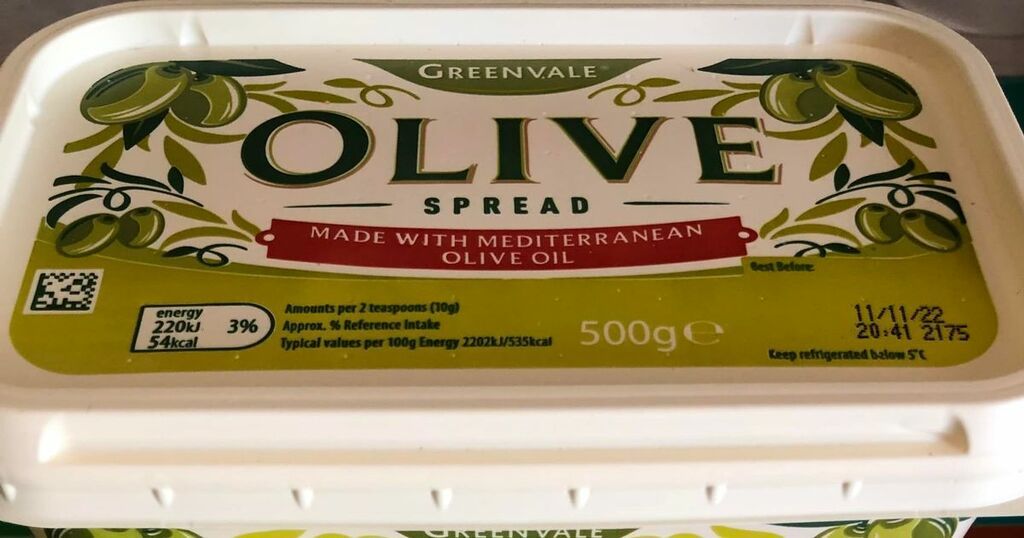 GREENVALE
OLIVE
SPREAD
MADE WITH MEDITERRANEAN
OLIVE OIL
Best Before:
energy
220kJ
54kcal
3%
Amounts per 2 teaspoons (10g)
Approx. % Reference Intake
Typical values per 100g Energy 2202kJ/535kcal
500g e
11/11/22
20:41 2175
Keep refrigerated below 5°C
GREENVALE